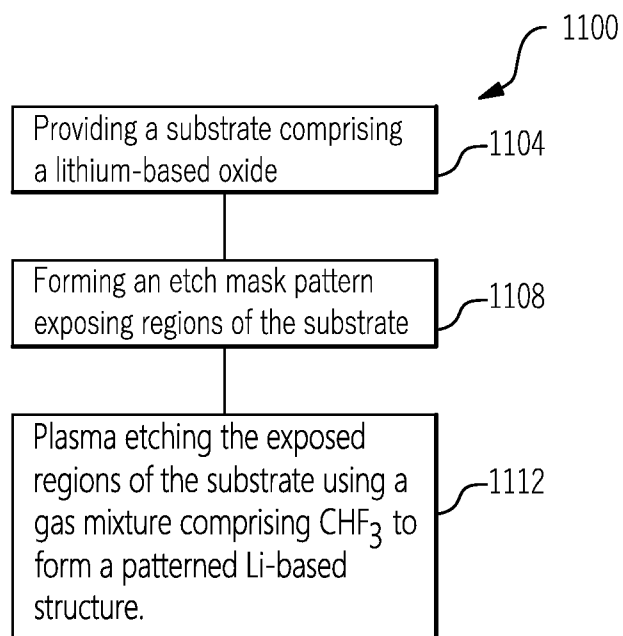 1100
Providing a substrate comprising
a lithium-based oxide
1104
Forming an etch mask pattern
exposing regions of the substrate
1108
Plasma etching the exposed
regions of the substrate using a
gas mixture comprising CHF₃ to
form a patterned Li-based
structure.
1112